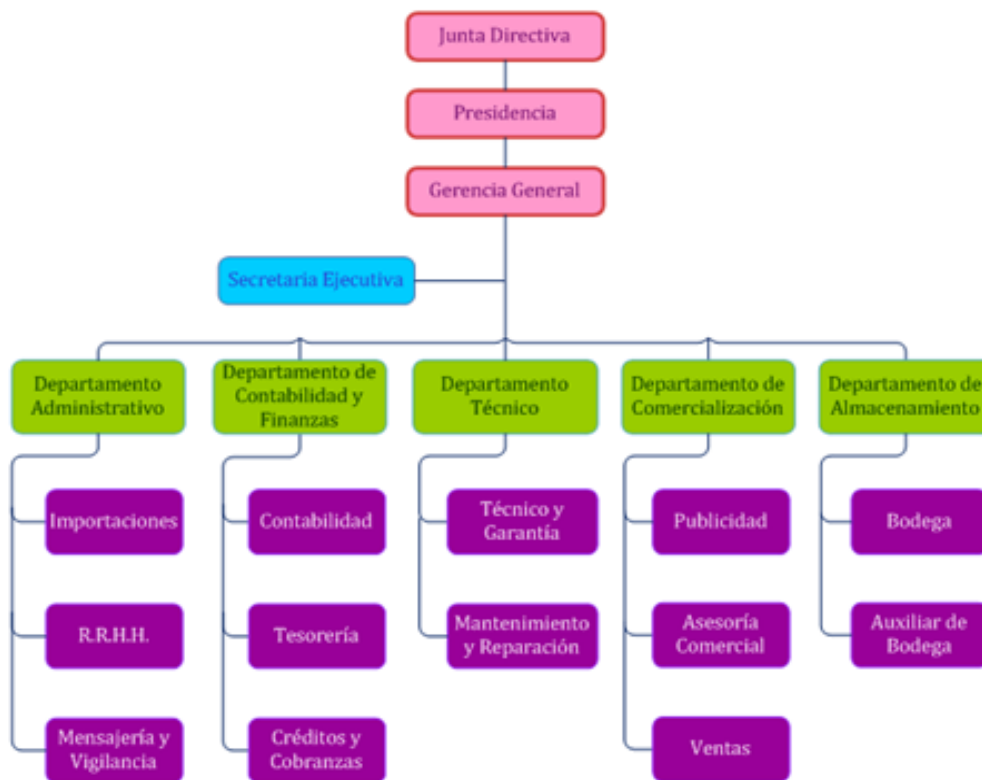 Junta Directiva
Presidencia
Gerencia General
Secretaria Ejecutiva
Departamento
Administrativo
Departamento de
Contabilidad y
Finanzas
Departamento
Técnico
Departamento de
Comercialización
Departamento de
Almacenamiento
Importaciones
Contabilidad
Técnico y
Garantía
Publicidad
Bodega
R.R.H.H.
Tesorería
Mantenimiento
y Reparación
Asesoría
Comercial
Auxiliar de
Bodega
Mensajería y
Vigilancia
Créditos y
Cobranzas
Ventas